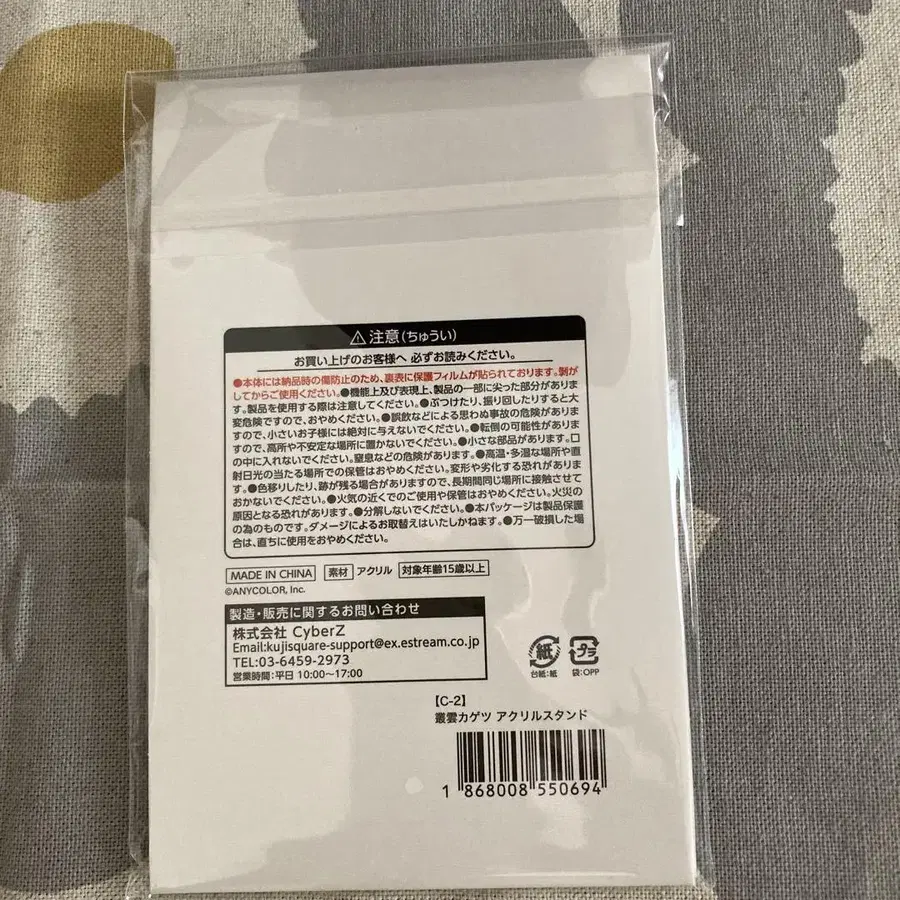 ⚠注意(ちゅうい)
お買い上げのお客様へ 必ずお読みください。
●本体には納品時の傷防止のため、裏表に保護フィルムが貼られております。剝が
してからご使用ください。●機能上及び表現上、製品の一部に尖った部分がありま
す。製品を使用する際は注意してください。●ぶつけたり、振り回したりすると大
変危険ですので、おやめください。●誤飲などによる思わぬ事故の危険がありま
すので、小さいお子様には絶対に与えないでください。●転倒の可能性がありま
すので、高所や不安定な場所に置かないでください。●小さな部品があります。口
の中に入れないでください。窒息などの危険があります。●高温・多湿な場所や直
射日光の当たる場所での保管はおやめください。変形や劣化する恐れがありま
す。●色移りしたり、跡が残る場合がありますので、長期間同じ場所に接触させて
おかないでください。●火気の近くでのご使用や保管はおやめください。火災の
原因となる恐れがあります。●分解しないでください。●本パッケージは製品保護
の為のものです。ダメージによるお取替えはいたしかねます。●万一破損した場
合は、直ちに使用をおやめください。
MADE IN CHINA 素材 アクリル 対象年齢15歳以上
©ANYCOLOR, Inc.
製造・販売に関するお問い合わせ
株式会社 CyberZ
Email:kujisquare-support@ex.estream.co.jp
TEL:03-6459-2973
営業時間:平日 10:00～17:00
紙 プラ
台紙:紙 袋:OPP
【C-2】
叢雲カゲツ アクリルスタンド
1 868008 550694